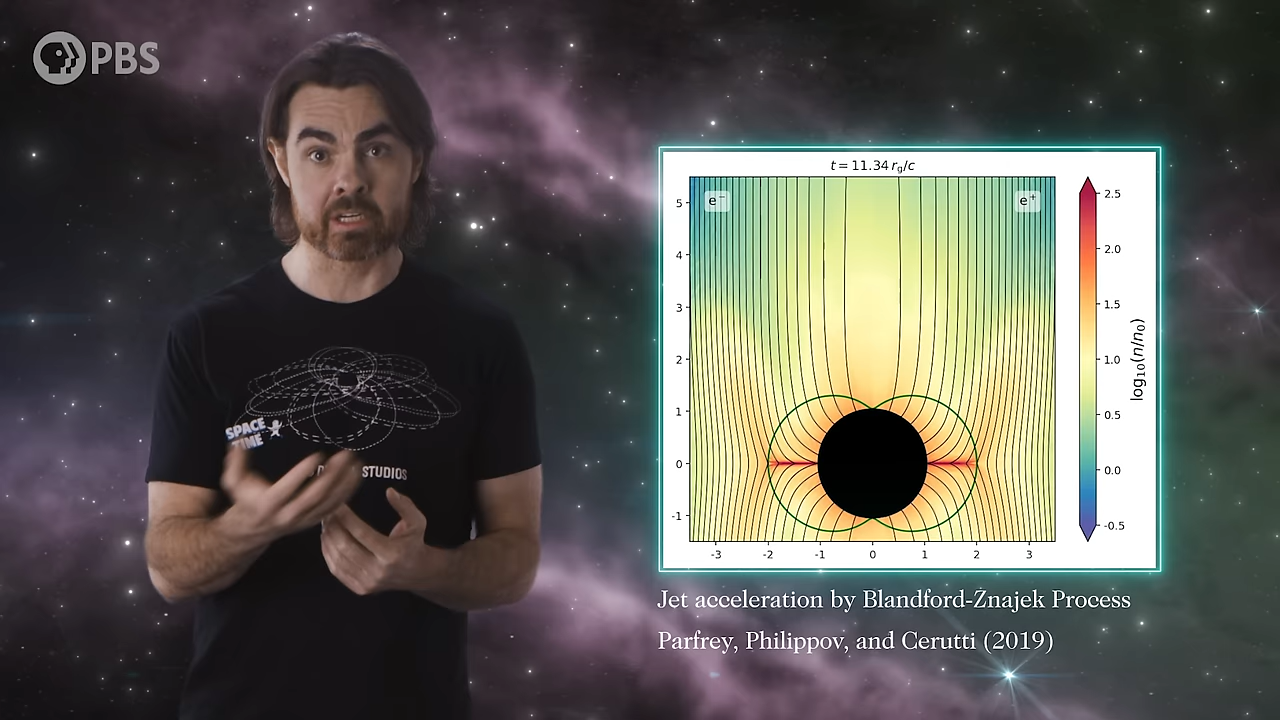 PBS
SPACE
TIME
STUDIOS
t = 11.34 r_g/c
e⁻
e⁺
5
4
3
2
1
0
-1
-3
-2
-1
0
1
2
3
2.5
2.0
1.5
1.0
0.5
0.0
-0.5
log₁₀(n/n₀)
Jet acceleration by Blandford-Znajek Process
Parfrey, Philippov, and Cerutti (2019)